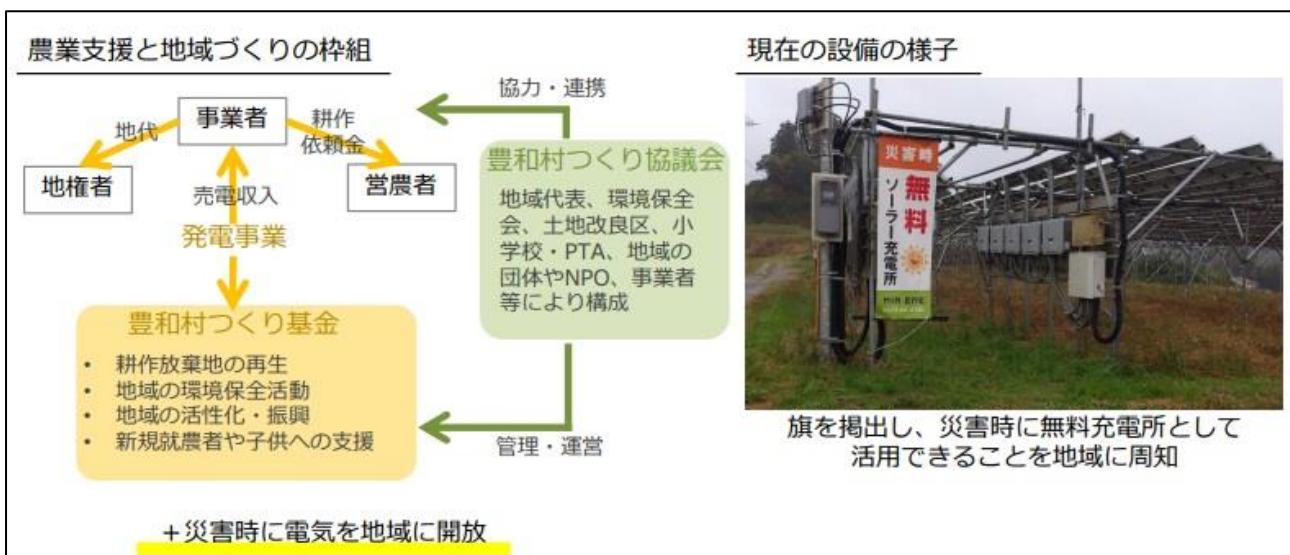 農業支援と地域づくりの枠組
地代
事業者
耕作
依頼金
地権者
営農者
売電収入
発電事業
豊和村つくり基金
• 耕作放棄地の再生
• 地域の環境保全活動
• 地域の活性化・振興
• 新規就農者や子供への支援
協力・連携
豊和村つくり協議会
地域代表、環境保全
会、土地改良区、小
学校・PTA、地域の
団体やNPO、事業者
等により構成
管理・運営
＋災害時に電気を地域に開放
現在の設備の様子
災害時
無料
ソーラー充電所
旗を掲出し、災害時に無料充電所として
活用できることを地域に周知